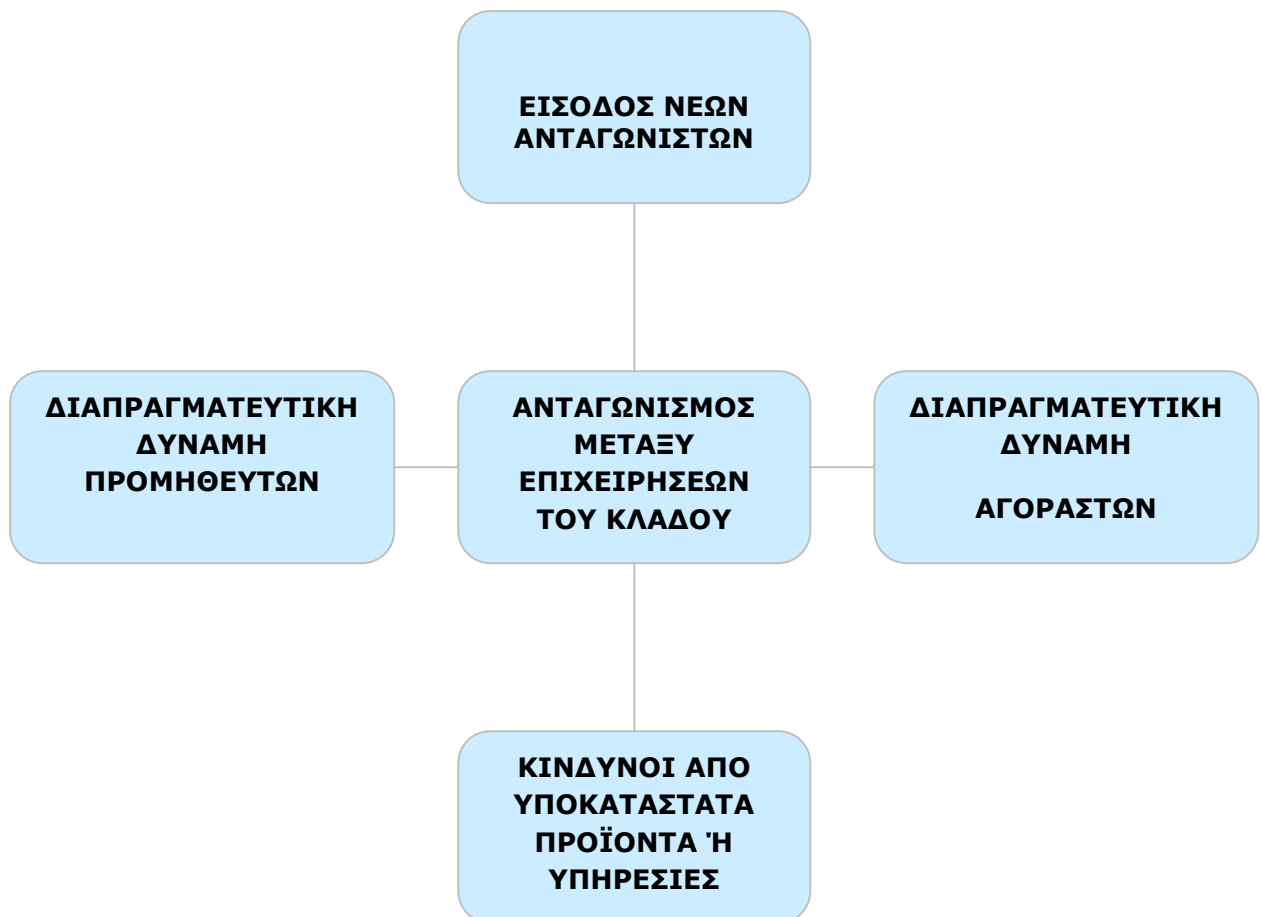 ΕΙΣΟΔΟΣ ΝΕΩΝ
ΑΝΤΑΓΩΝΙΣΤΩΝ
ΔΙΑΠΡΑΓΜΑΤΕΥΤΙΚΗ
ΔΥΝΑΜΗ
ΠΡΟΜΗΘΕΥΤΩΝ
ΑΝΤΑΓΩΝΙΣΜΟΣ
ΜΕΤΑΞΥ
ΕΠΙΧΕΙΡΗΣΕΩΝ
ΤΟΥ ΚΛΑΔΟΥ
ΔΙΑΠΡΑΓΜΑΤΕΥΤΙΚΗ
ΔΥΝΑΜΗ
ΑΓΟΡΑΣΤΩΝ
ΚΙΝΔΥΝΟΙ ΑΠΟ
ΥΠΟΚΑΤΑΣΤΑΤΑ
ΠΡΟΪΟΝΤΑ Ή
ΥΠΗΡΕΣΙΕΣ